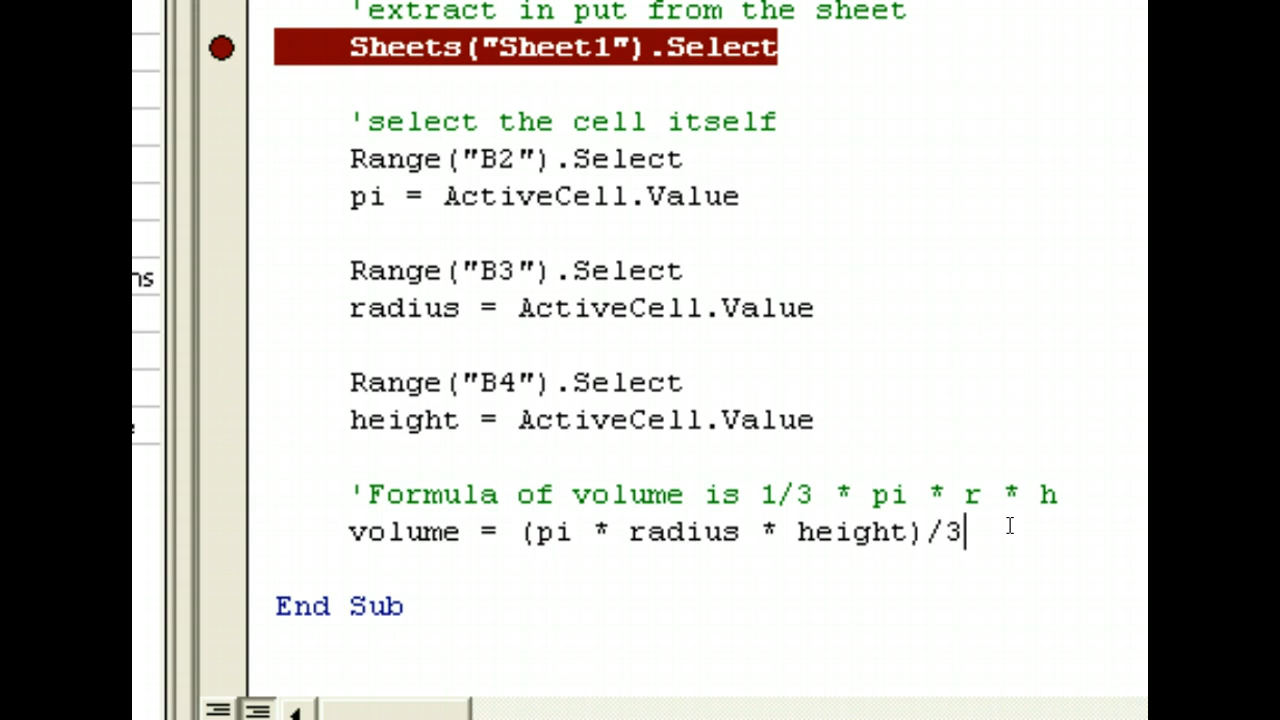 'extract in put from the sheet
Sheets("Sheet1").Select
'select the cell itself
Range("B2").Select
pi = ActiveCell.Value
ns
Range("B3").Select
radius = ActiveCell.Value
Range("B4").Select
height = ActiveCell.Value
'Formula of volume is 1/3 * pi * r * h
volume = (pi * radius * height)/3
End Sub